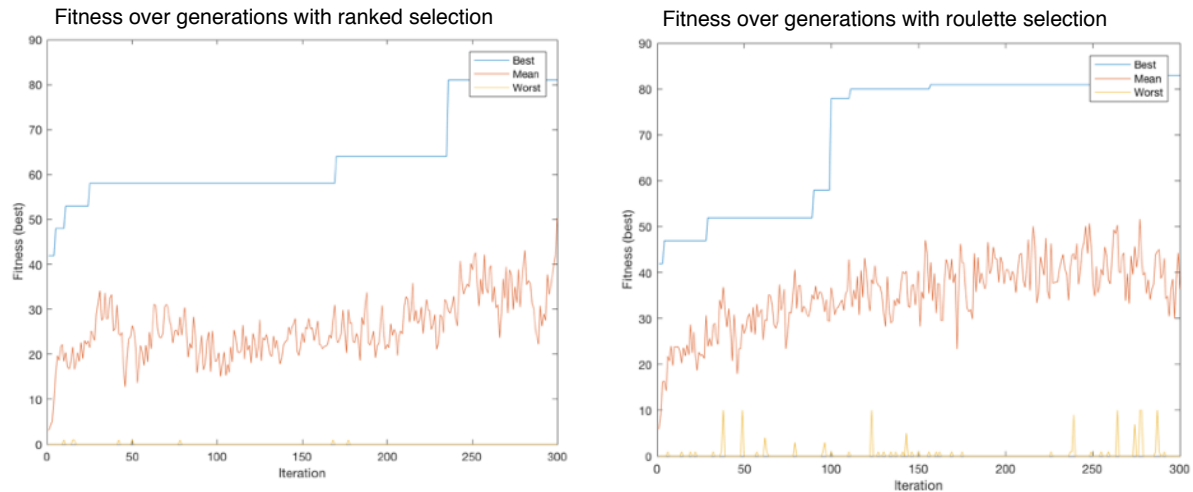 Fitness over generations with ranked selection
90
80
70
60
50
40
30
20
10
0
0 50 100 150 200 250 300
Fitness (best)
Iteration
Best
Mean
Worst
Fitness over generations with roulette selection
90
80
70
60
50
40
30
20
10
0
0 50 100 150 200 250 300
Fitness (best)
Iteration
Best
Mean
Worst